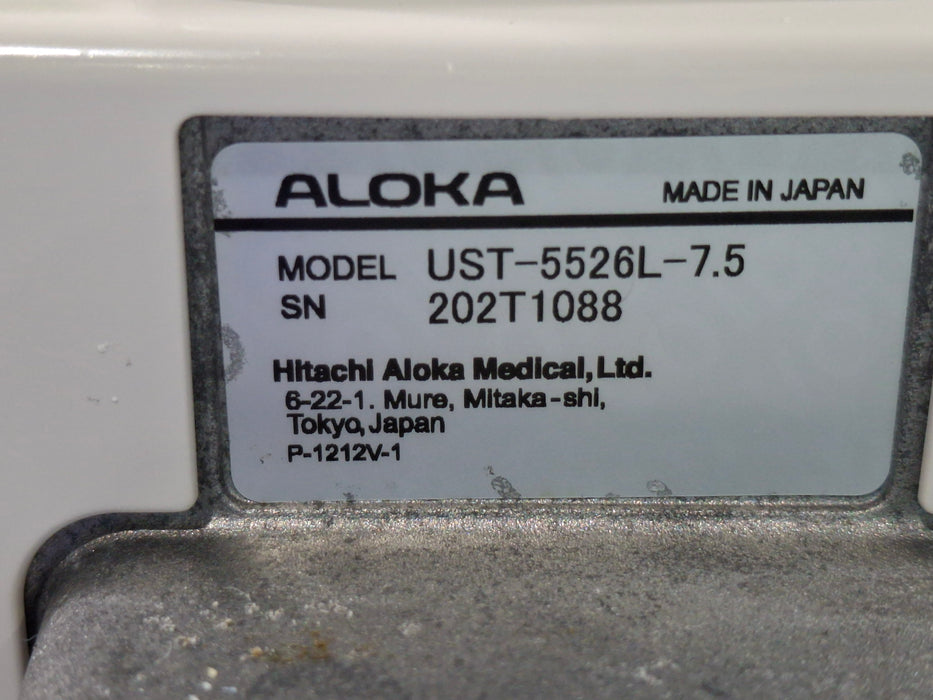 ALOKA MADE IN JAPAN
MODEL UST-5526L-7.5
SN 202T1088
Hitachi Aloka Medical, Ltd.
6-22-1. Mure, Mitaka-shi,
Tokyo, Japan
P-1212V-1